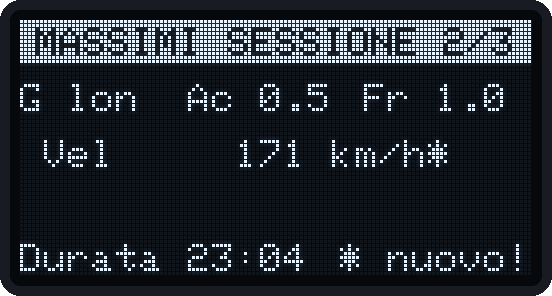 MASSIMI SESSIONE 2/3
G lon  Ac 0.5 Fr 1.0
Vel      171 km/h*
Durata 23:04 * nuovo!